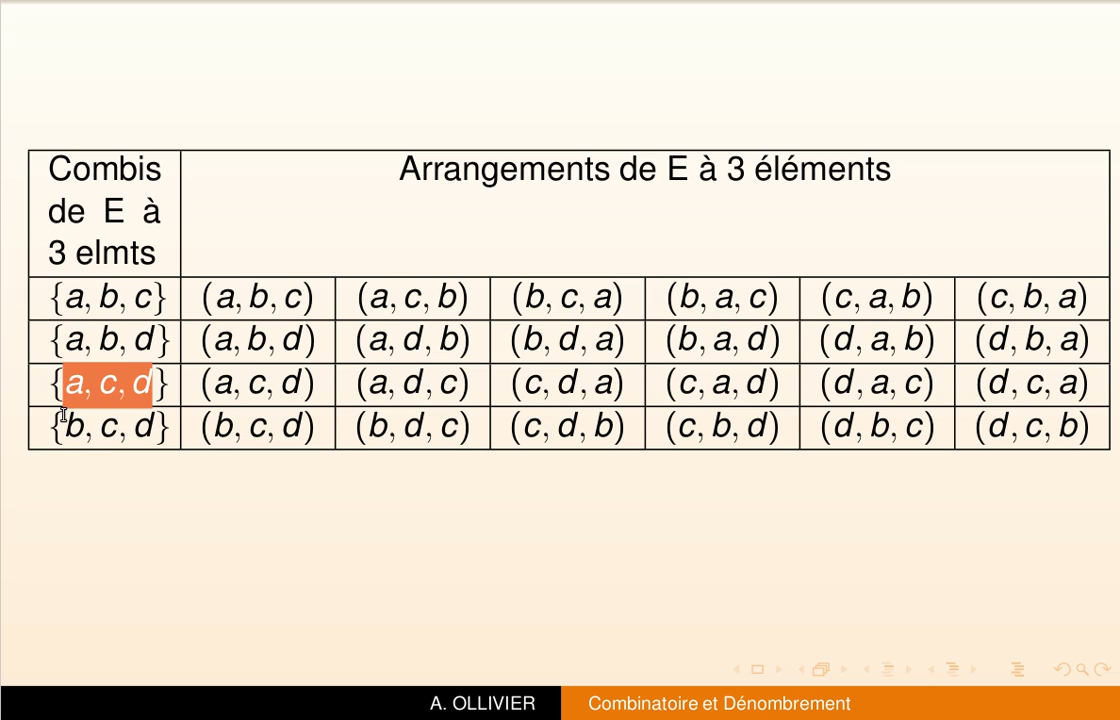 Combis
de E à
3 elmts
Arrangements de E à 3 éléments
{a, b, c} (a, b, c) (a, c, b) (b, c, a) (b, a, c) (c, a, b) (c, b, a)
{a, b, d} (a, b, d) (a, d, b) (b, d, a) (b, a, d) (d, a, b) (d, b, a)
{a, c, d} (a, c, d) (a, d, c) (c, d, a) (c, a, d) (d, a, c) (d, c, a)
{b, c, d} (b, c, d) (b, d, c) (c, d, b) (c, b, d) (d, b, c) (d, c, b)
A. OLLIVIER Combinatoire et Dénombrement